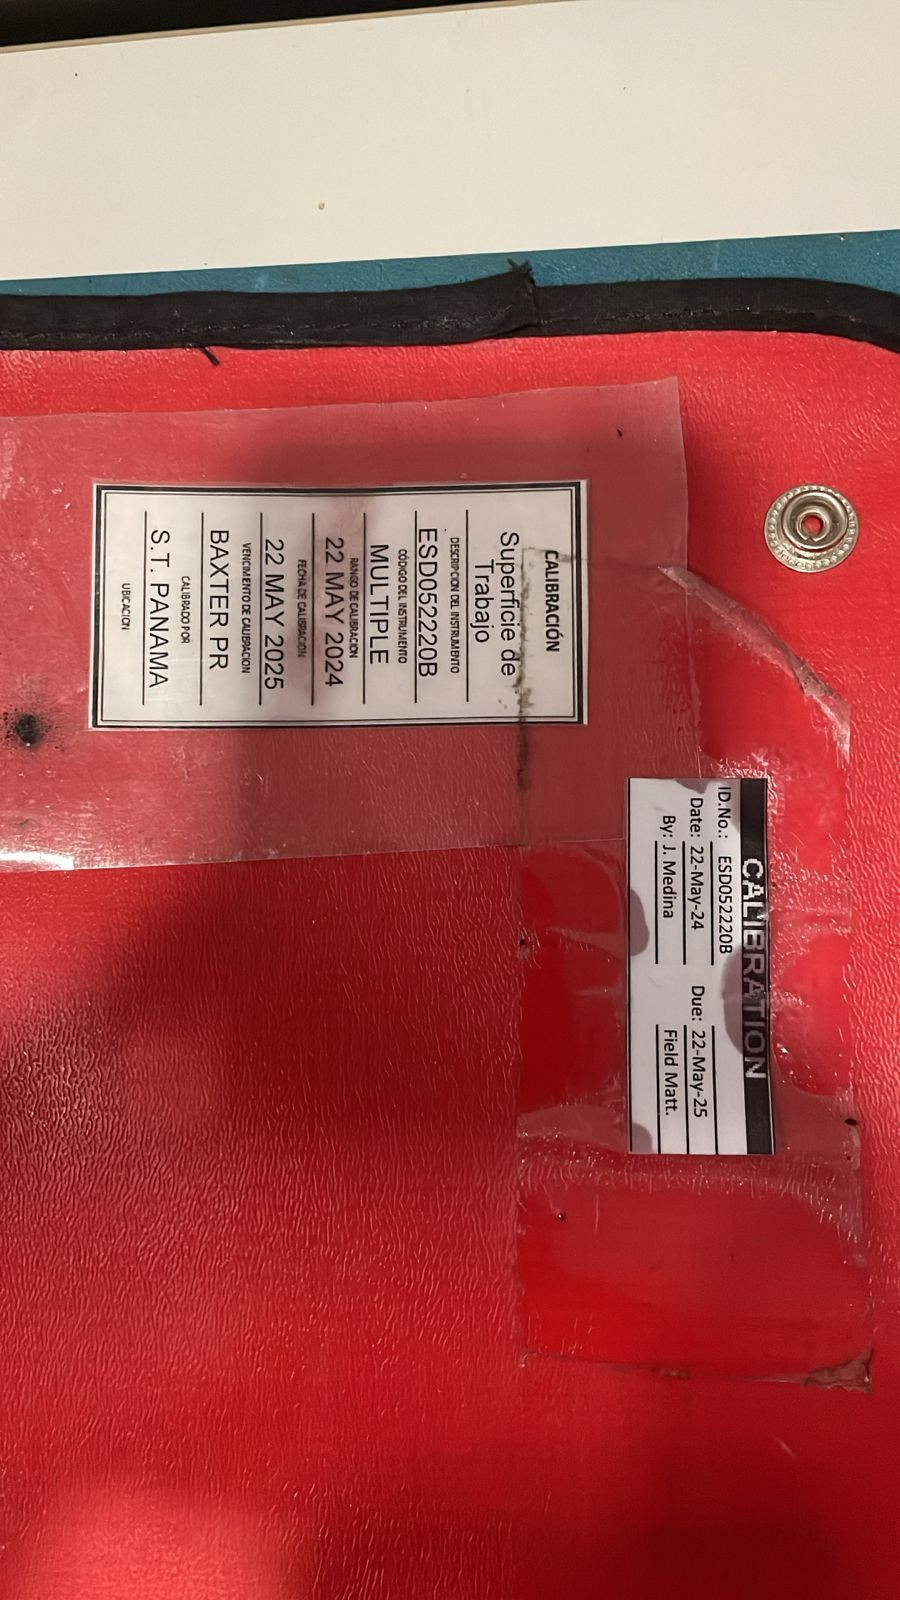 CALIBRACIÓN
Superficie de
Trabajo
DESCRIPCION DEL INSTRUMENTO
ESD052220B
CÓDIGO DEL INSTRUMENTO
MULTIPLE
RANGO DE CALIBRACION
22 MAY 2024
FECHA DE CALIBRACION
22 MAY 2025
VENCIMIENTO DE CALIBRACION
BAXTER PR
CALIBRADO POR
S.T. PANAMA
UBICACION
CALIBRATION
ID.No.: ESD052220B
Date: 22-May-24 Due: 22-May-25
By: J. Medina Field Matt.